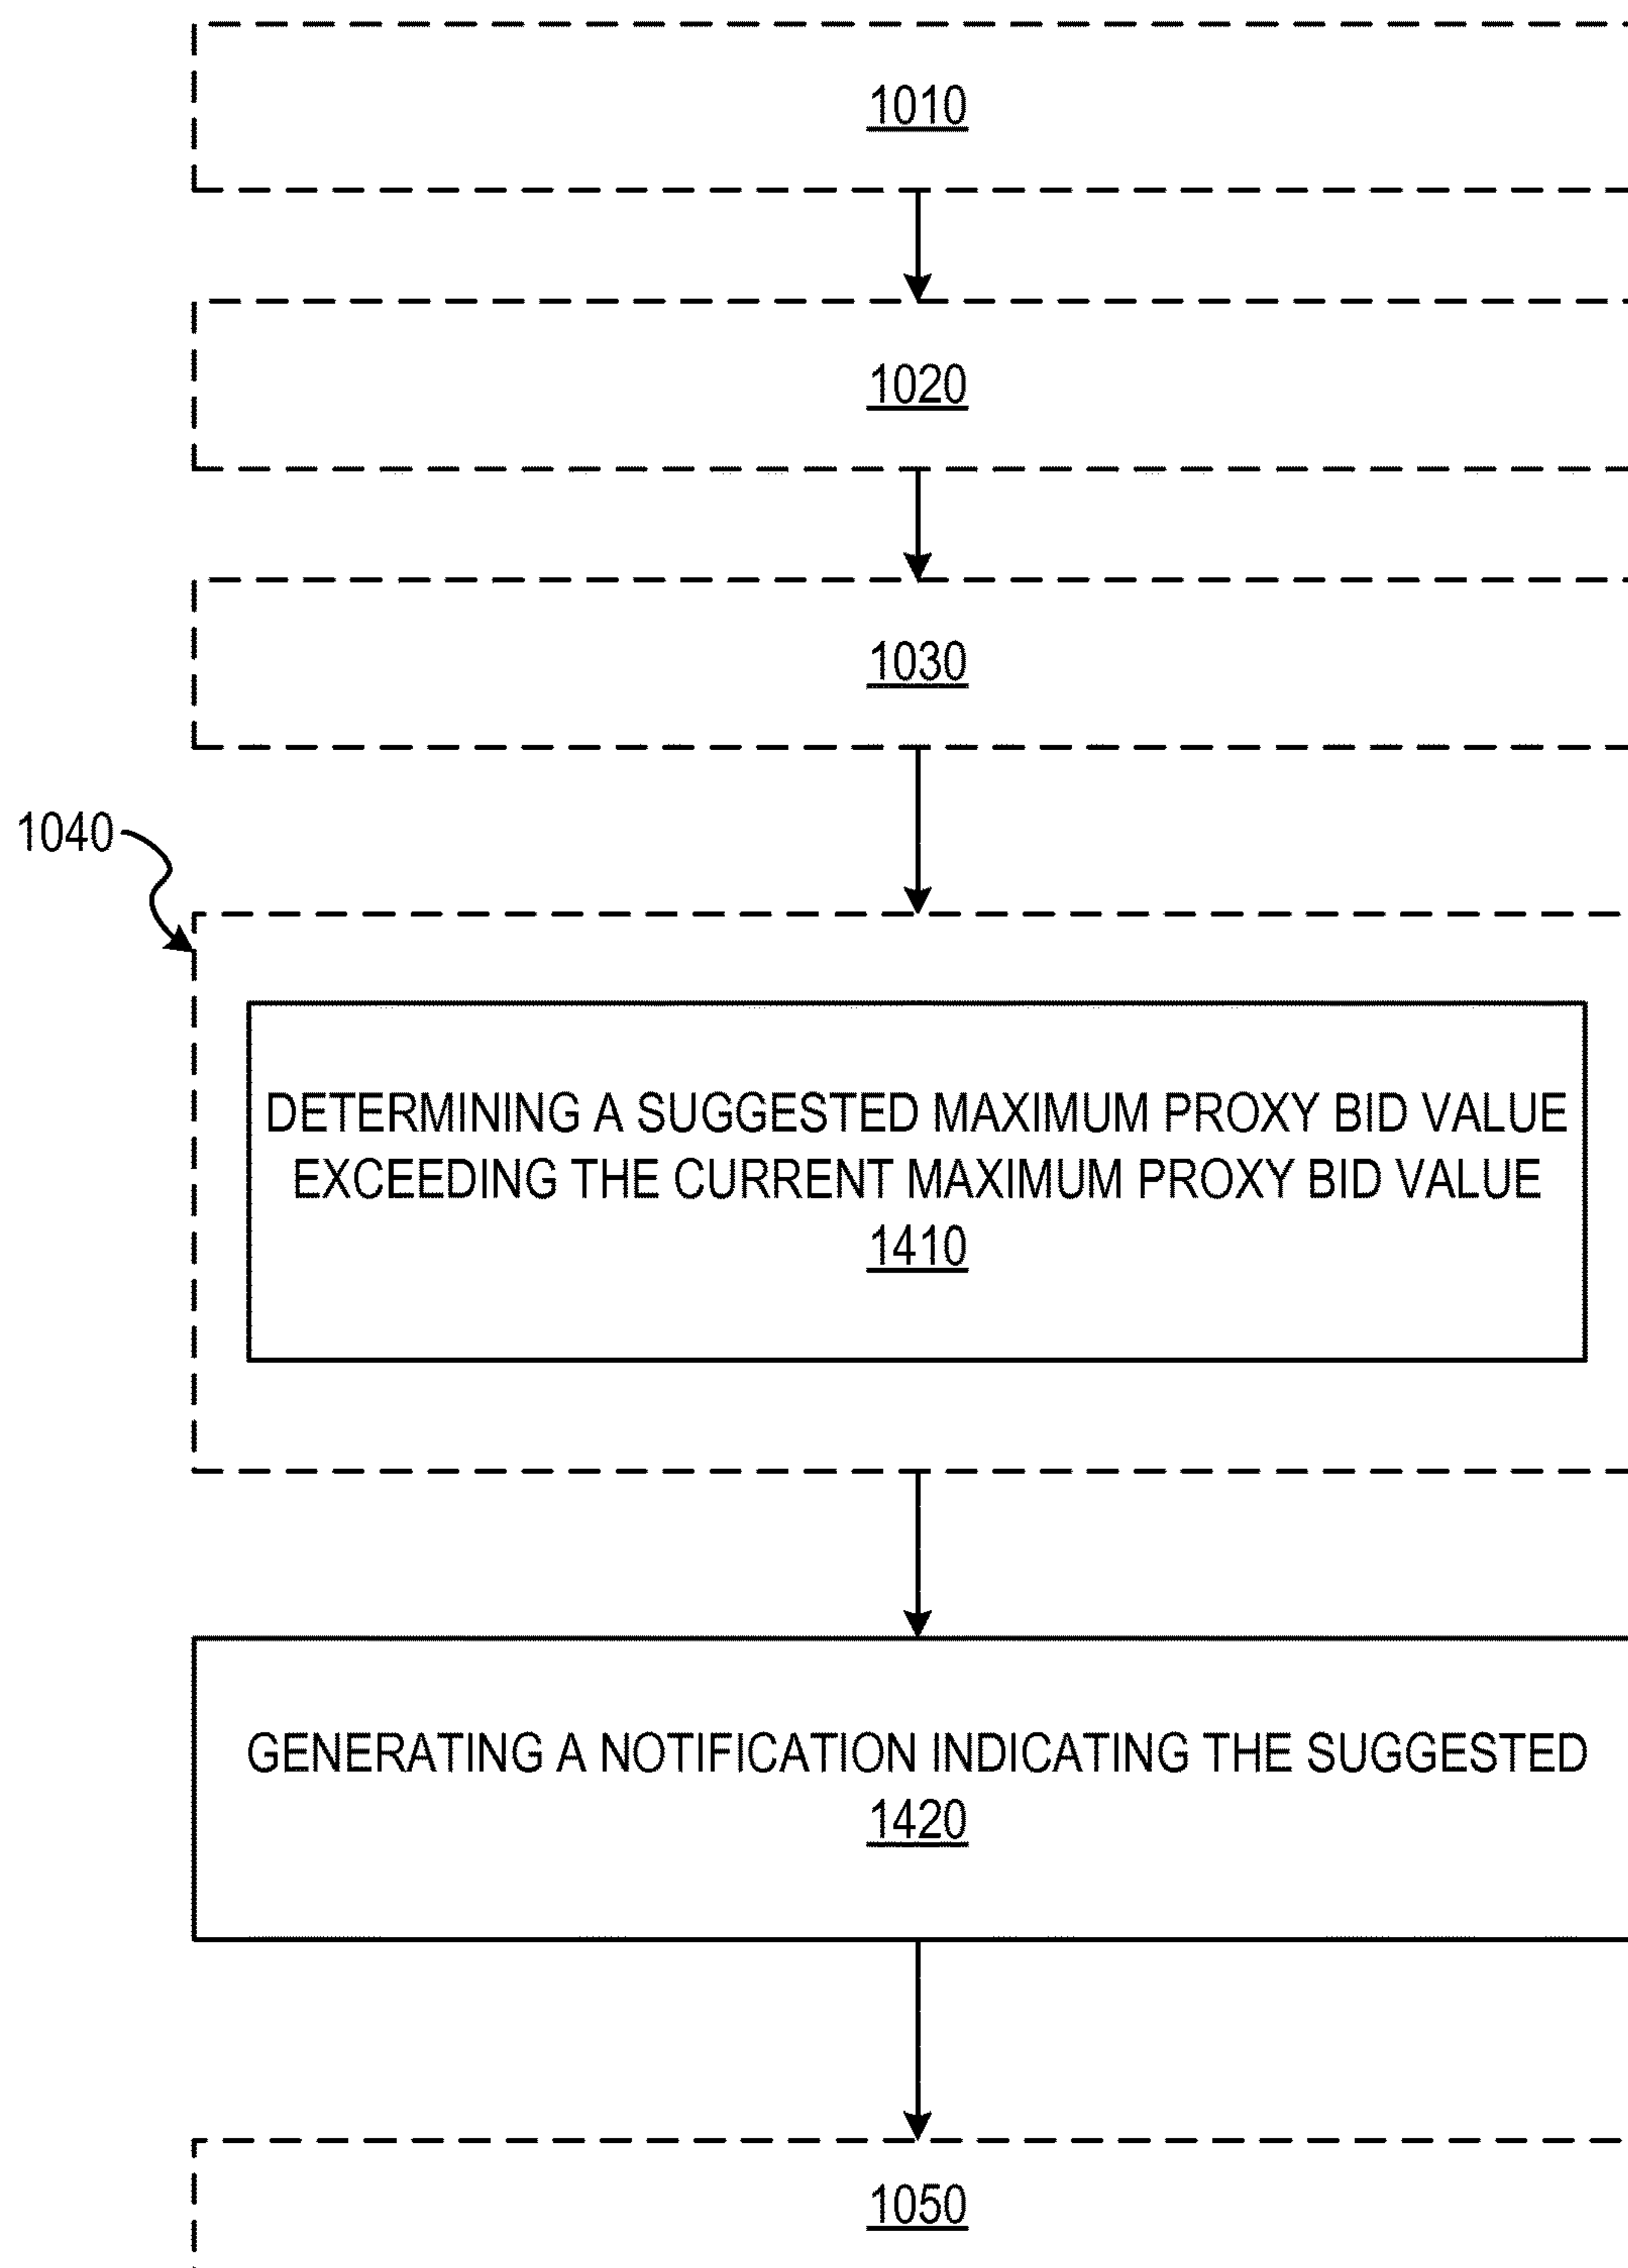 1010
1020
1030
1040
DETERMINING A SUGGESTED MAXIMUM PROXY BID VALUE
EXCEEDING THE CURRENT MAXIMUM PROXY BID VALUE
1410
GENERATING A NOTIFICATION INDICATING THE SUGGESTED
1420
1050